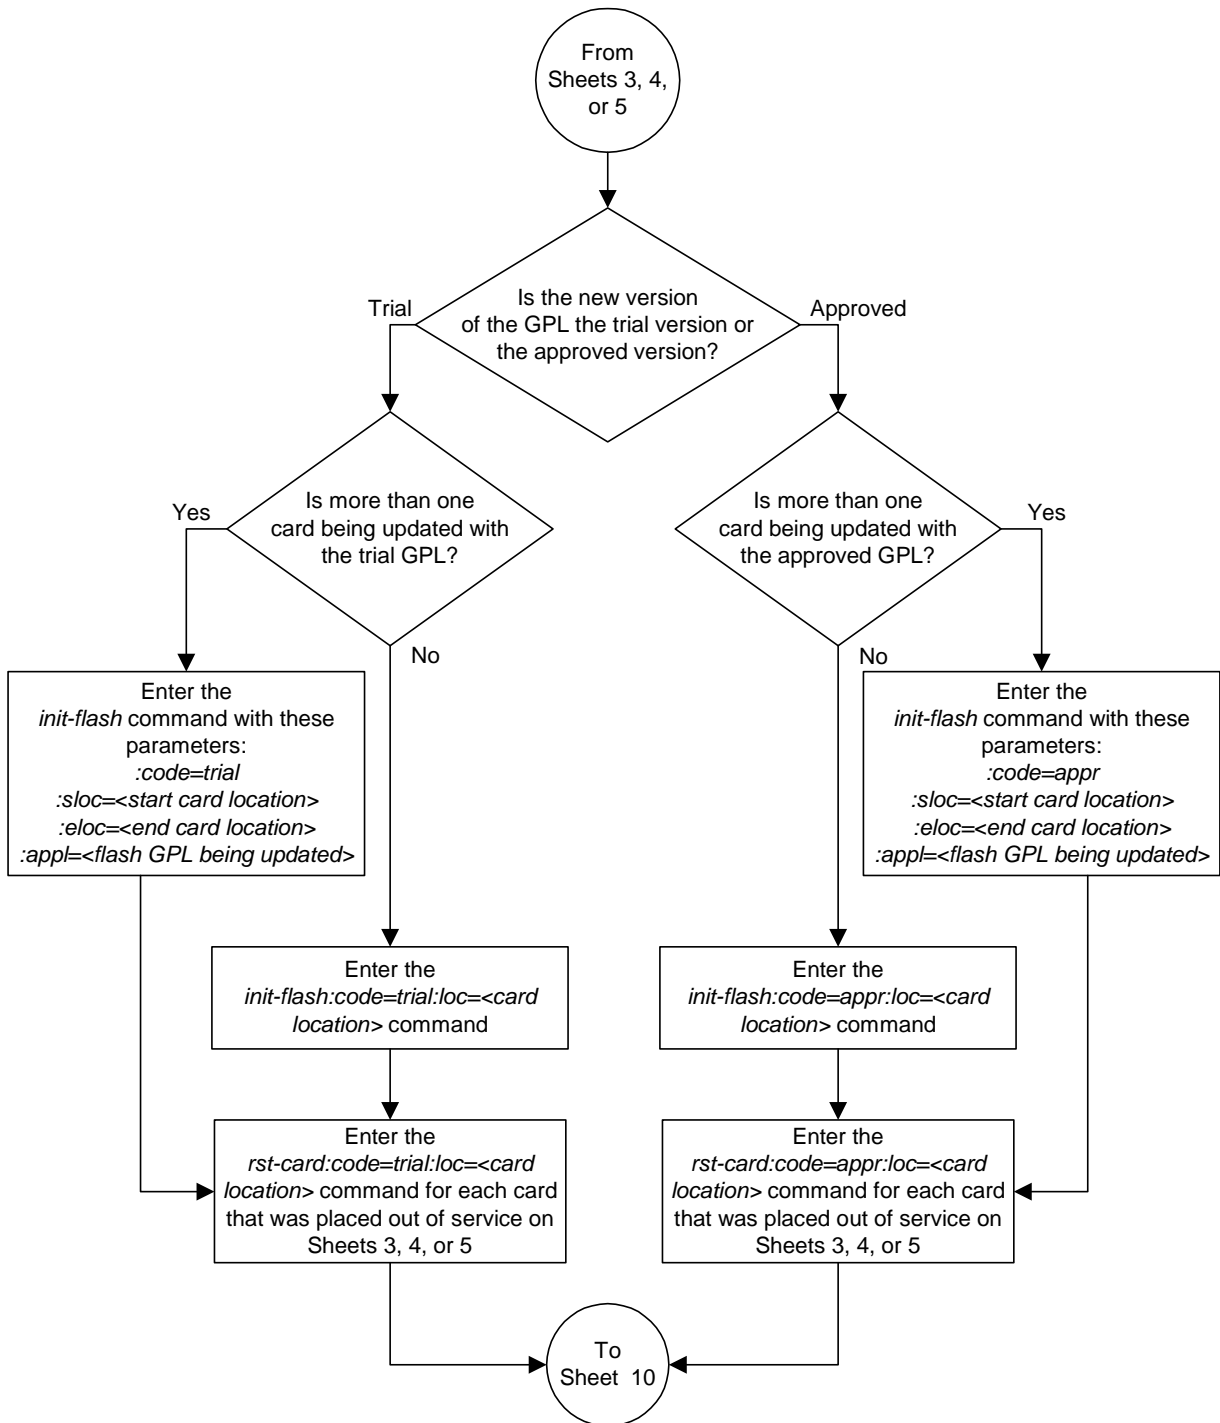 From
Sheets 3, 4,
or 5
Is the new version
of the GPL the trial version or
the approved version?
Trial
Approved
Is more than one
card being updated with
the trial GPL?
Yes
No
Is more than one
card being updated with
the approved GPL?
Yes
No
Enter the
init-flash command with these
parameters:
:code=trial
:sloc=<start card location>
:eloc=<end card location>
:appl=<flash GPL being updated>
Enter the
init-flash command with these
parameters:
:code=appr
:sloc=<start card location>
:eloc=<end card location>
:appl=<flash GPL being updated>
Enter the
init-flash:code=trial:loc=<card
location> command
Enter the
init-flash:code=appr:loc=<card
location> command
Enter the
rst-card:code=trial:loc=<card
location> command for each card
that was placed out of service on
Sheets 3, 4, or 5
Enter the
rst-card:code=appr:loc=<card
location> command for each card
that was placed out of service on
Sheets 3, 4, or 5
To
Sheet 10